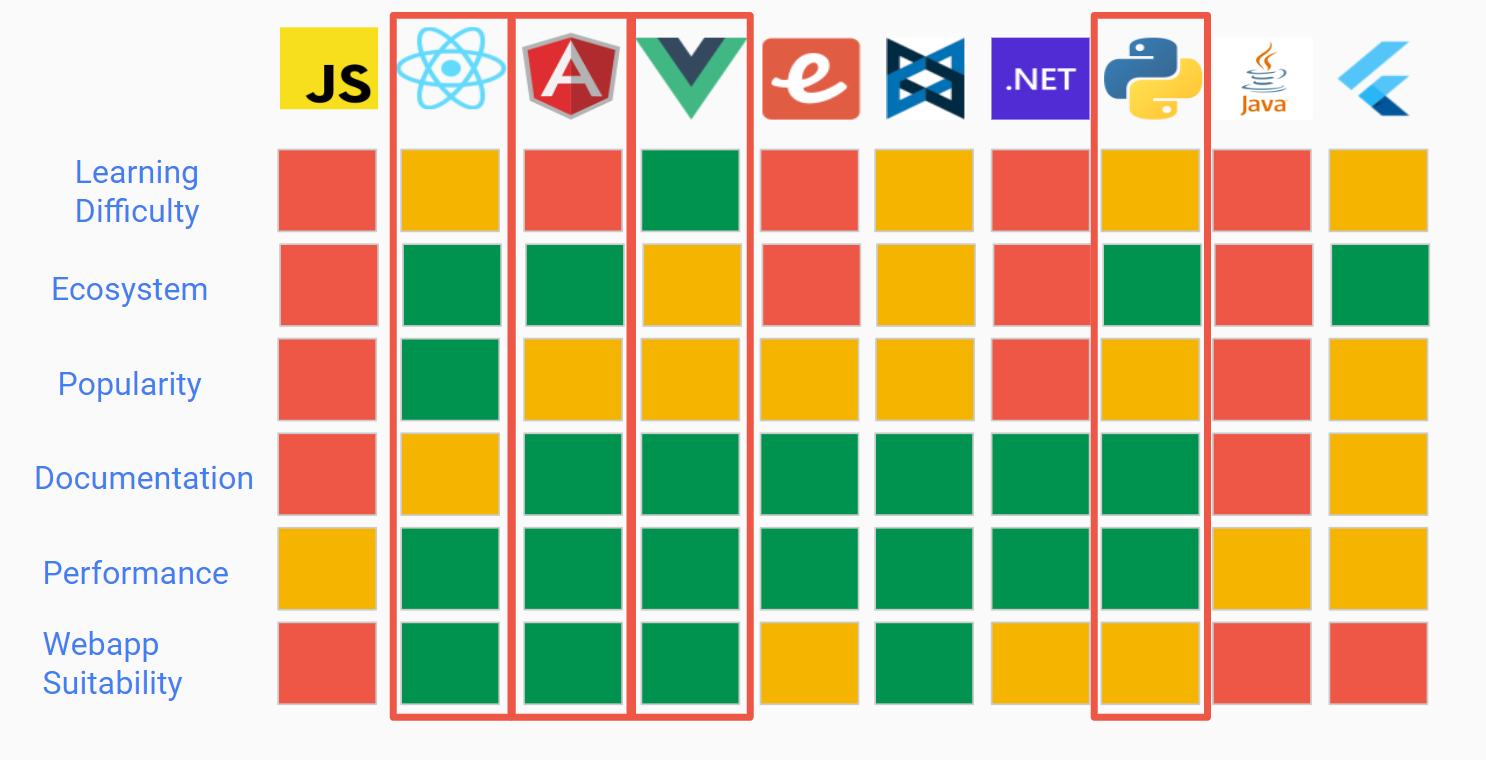 JS
.NET
Java
Learning
Difficulty
Ecosystem
Popularity
Documentation
Performance
Webapp
Suitability